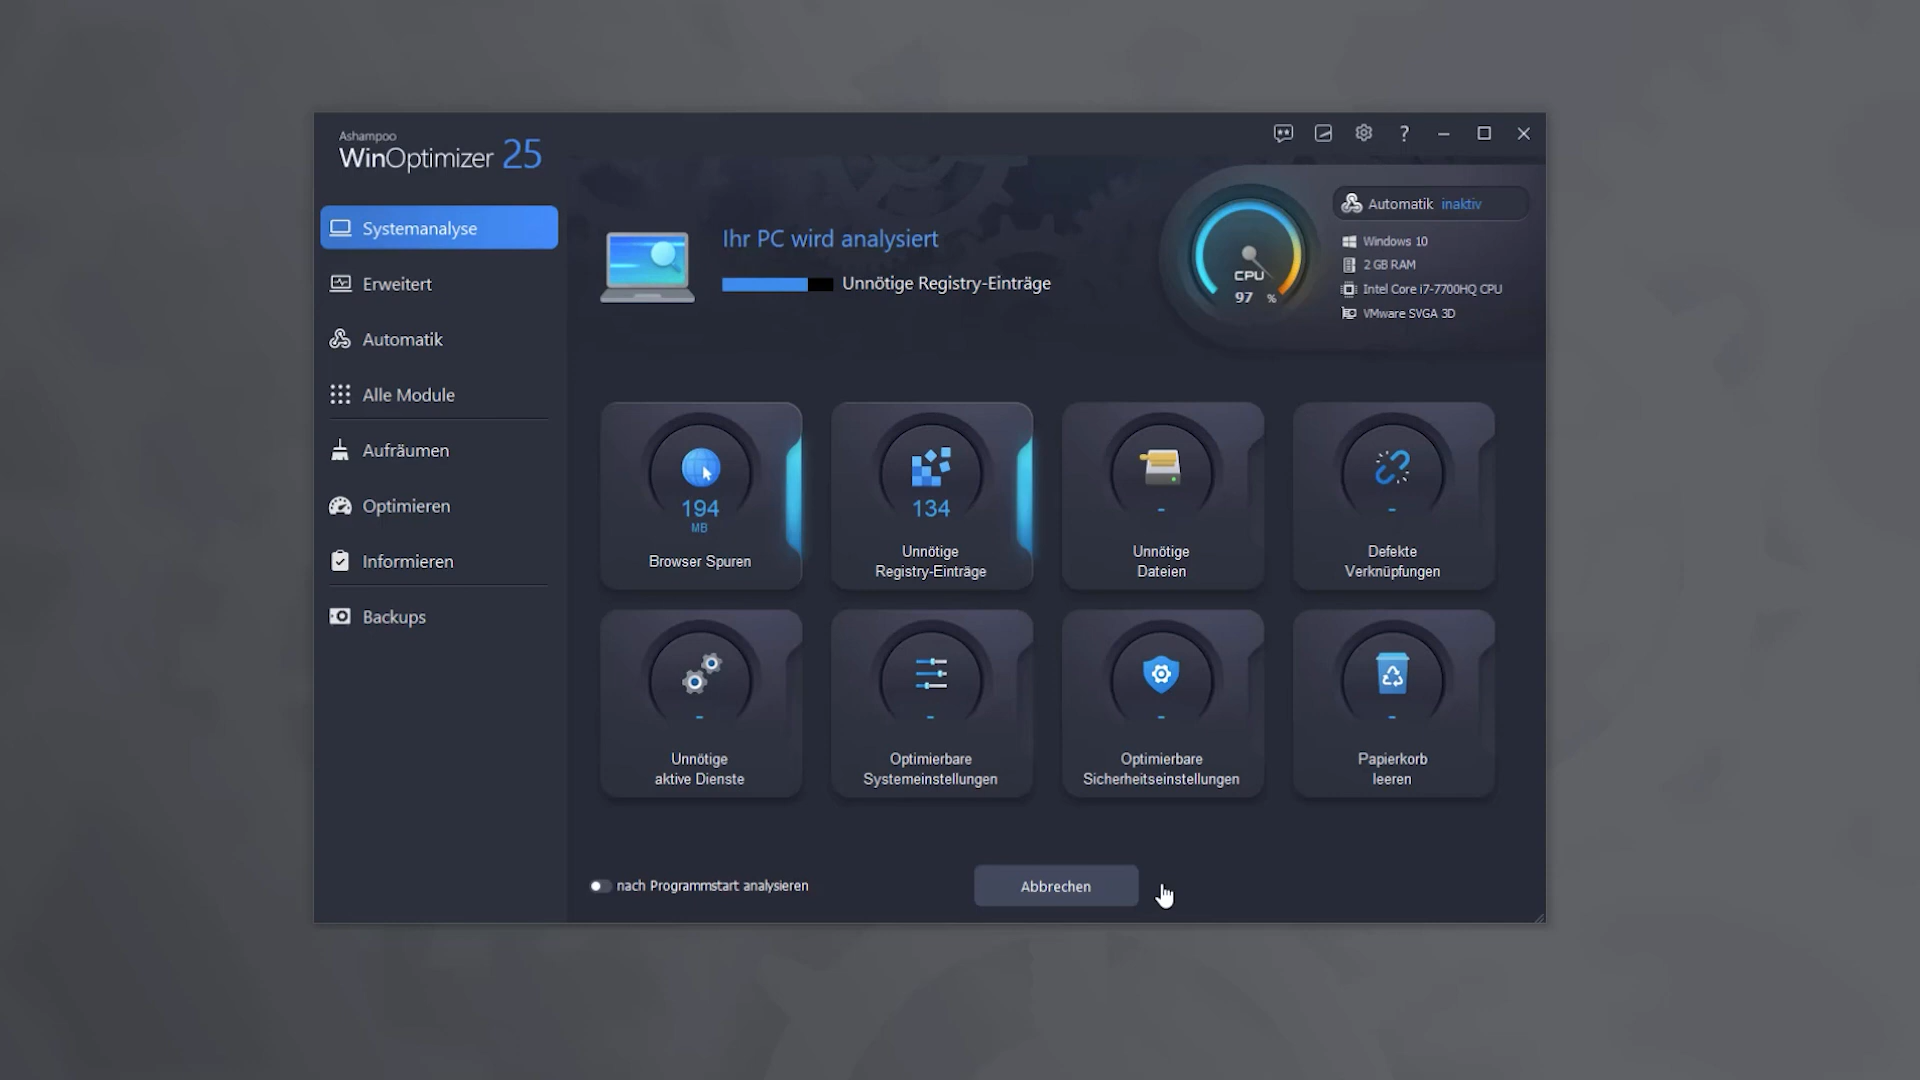 Ashampoo
WinOptimizer 25
Systemanalyse
Erweitert
Automatik
Alle Module
Aufräumen
Optimieren
Informieren
Backups
Ihr PC wird analysiert
Unnötige Registry-Einträge
CPU
97 %
Automatik inaktiv
Windows 10
2 GB RAM
Intel Core i7-7700HQ CPU
VMware SVGA 3D
194
MB
Browser Spuren
134
Unnötige
Registry-Einträge
-
Unnötige
Dateien
-
Defekte
Verknüpfungen
-
Unnötige
aktive Dienste
-
Optimierbare
Systemeinstellungen
-
Optimierbare
Sicherheitseinstellungen
-
Papierkorb
leeren
nach Programmstart analysieren
Abbrechen